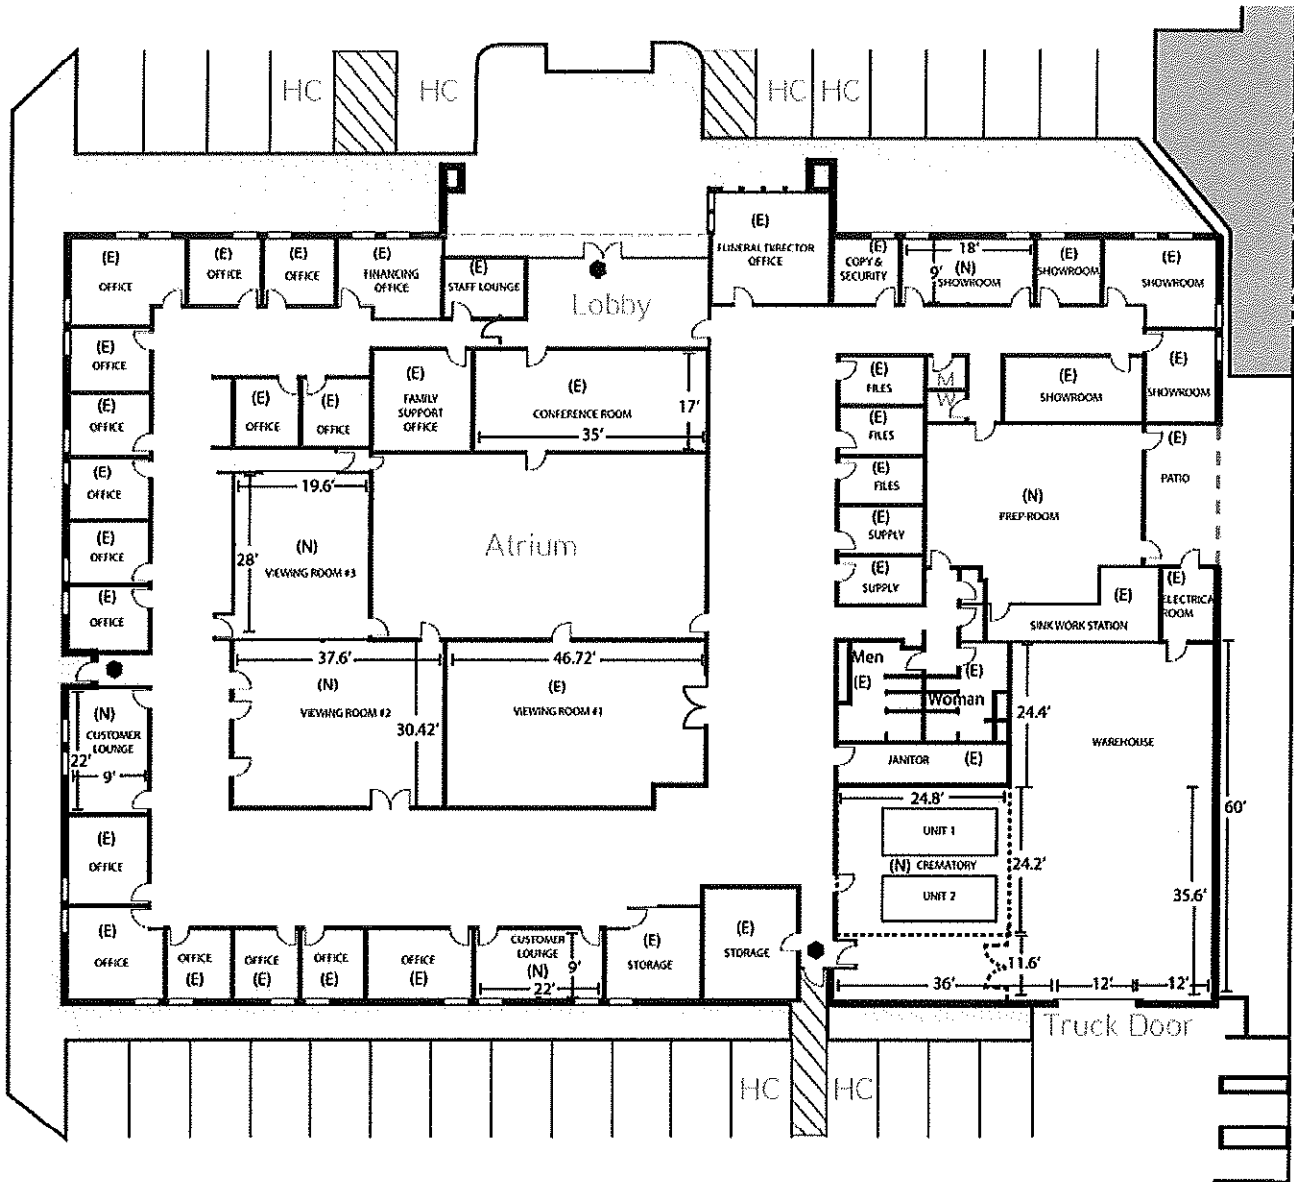 HC
HC
HC
HC
(E)
OFFICE
(E)
OFFICE
(E)
OFFICE
(E)
FINANCING
OFFICE
(E)
STAFF LOUNGE
Lobby
(E)
FUNERAL DIRECTOR
OFFICE
(E)
COPY &
SECURITY
18'
9'
(N)
SHOWROOM
(E)
SHOWROOM
(E)
SHOWROOM
(E)
OFFICE
(E)
OFFICE
(E)
OFFICE
(E)
FAMILY
SUPPORT
OFFICE
(E)
CONFERENCE ROOM
17'
35'
(E)
FILES
M
W
(E)
SHOWROOM
(E)
SHOWROOM
(E)
OFFICE
(E)
FILES
(E)
OFFICE
(E)
FILES
(E)
PATIO
19.6'
(N)
VIEWING ROOM #3
28'
Atrium
(N)
PREP-ROOM
(E)
OFFICE
(E)
SUPPLY
(E)
OFFICE
(E)
SUPPLY
(E)
SINK WORK STATION
(E)
ELECTRICA
ROOM
37.6'
(N)
VIEWING ROOM #2
30.42'
46.72'
(E)
VIEWING ROOM #1
Men
(E)
(E)
Woman
24.4'
WAREHOUSE
(N)
CUSTOMER
LOUNGE
22'
9'
JANITOR
(E)
24.8'
UNIT 1
(N) CREMATORY
UNIT 2
24.2'
35.6'
60'
(E)
OFFICE
(E)
OFFICE
OFFICE
(E)
OFFICE
(E)
OFFICE
(E)
OFFICE
(E)
CUSTOMER
LOUNGE
(N)
9'
22'
(E)
STORAGE
(E)
STORAGE
11.6'
36'
12'
12'
Truck Door
HC
HC